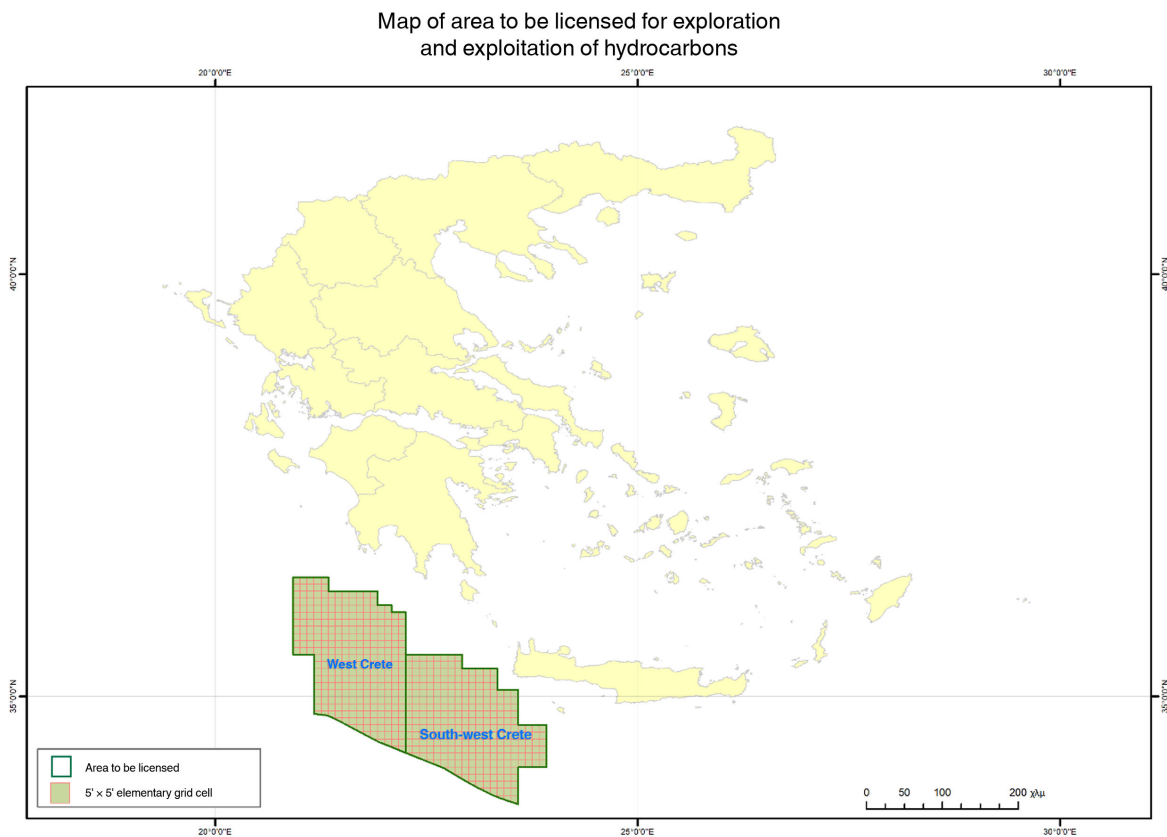 Map of area to be licensed for exploration
and exploitation of hydrocarbons
20°0'0"E 25°0'0"E 30°0'0"E
40°0'0"N 40°0'0"N
West Crete
35°0'0"N 35°0'0"N
South-west Crete
Area to be licensed
5' × 5' elementary grid cell
0 50 100 200 χλμ
20°0'0"E 25°0'0"E 30°0'0"E